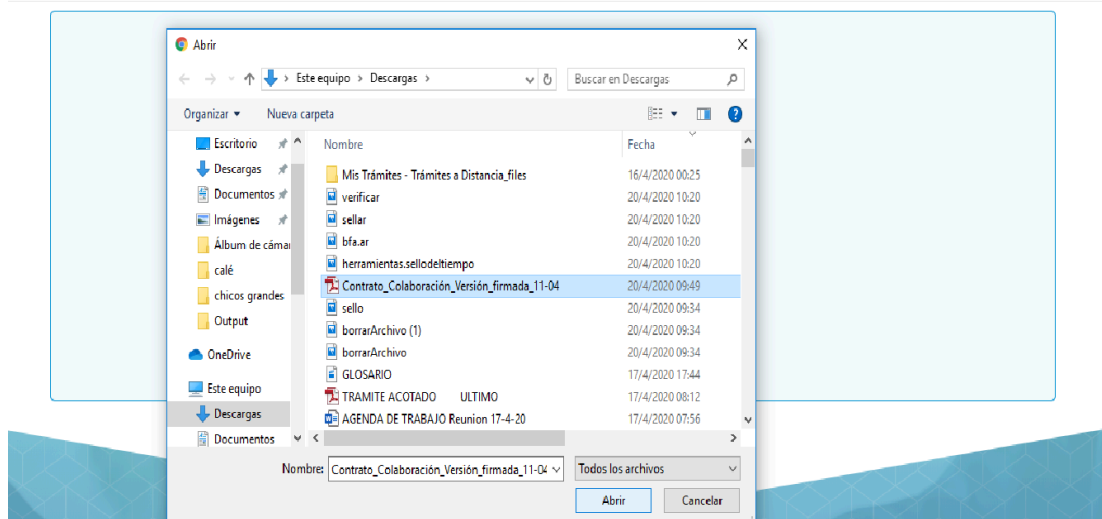 Abrir
Este equipo > Descargas >
Buscar en Descargas
Organizar
Nueva carpeta
Nombre
Fecha
Escritorio
Descargas
Documentos
Imágenes
Álbum de cámar
calé
chicos grandes
Output
OneDrive
Este equipo
Descargas
Documentos
Mis Trámites - Trámites a Distancia_files 16/4/2020 00:25
verificar 20/4/2020 10:20
sellar 20/4/2020 10:20
bfa.ar 20/4/2020 10:20
herramientas.sellodeltiempo 20/4/2020 10:20
Contrato_Colaboración_Versión_firmada_11-04 20/4/2020 09:49
sello 20/4/2020 09:34
borrarArchivo (1) 20/4/2020 09:34
borrarArchivo 20/4/2020 09:34
GLOSARIO 17/4/2020 17:44
TRAMITE ACOTADO ULTIMO 17/4/2020 08:12
AGENDA DE TRABAJO Reunion 17-4-20 17/4/2020 07:56
Nombre: Contrato_Colaboración_Versión_firmada_11-04
Todos los archivos
Abrir
Cancelar